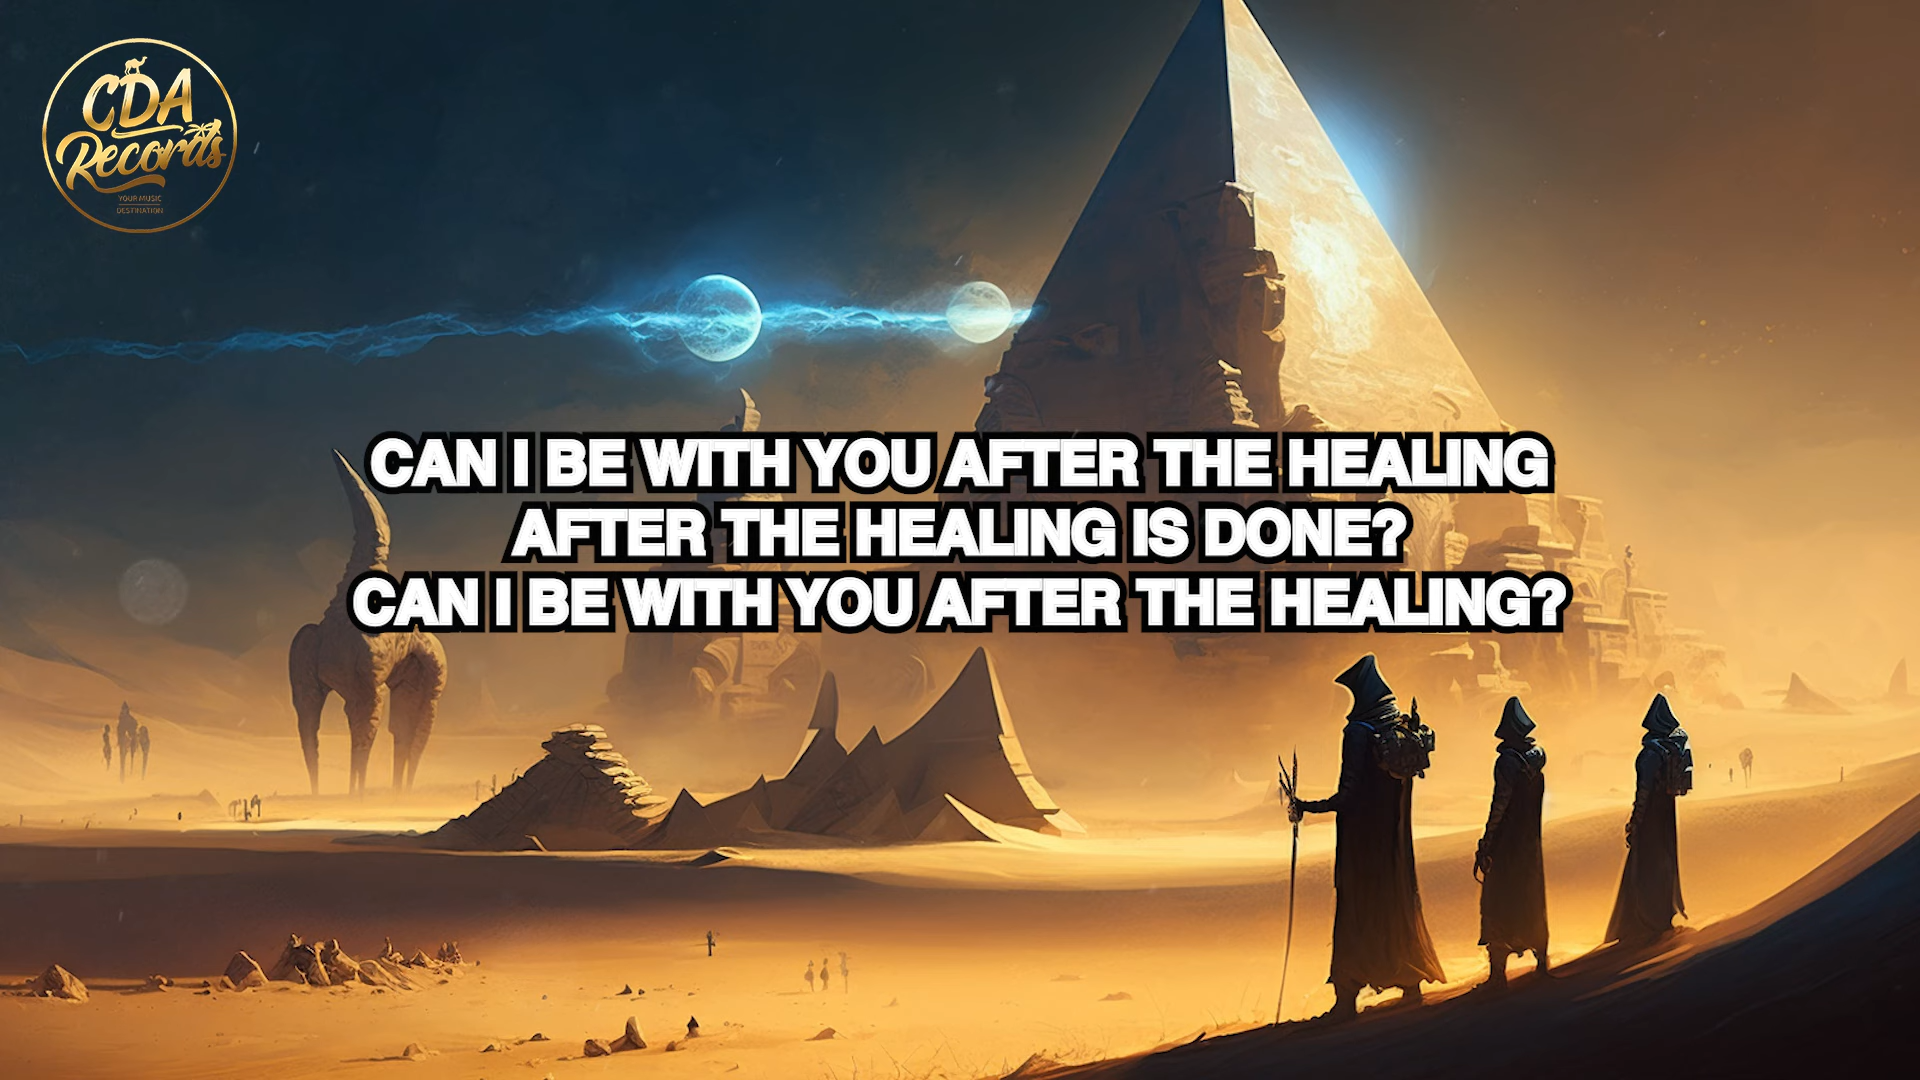 CDA
Records
YOUR MUSIC
DESTINATION
CAN I BE WITH YOU AFTER THE HEALING
AFTER THE HEALING IS DONE?
CAN I BE WITH YOU AFTER THE HEALING?